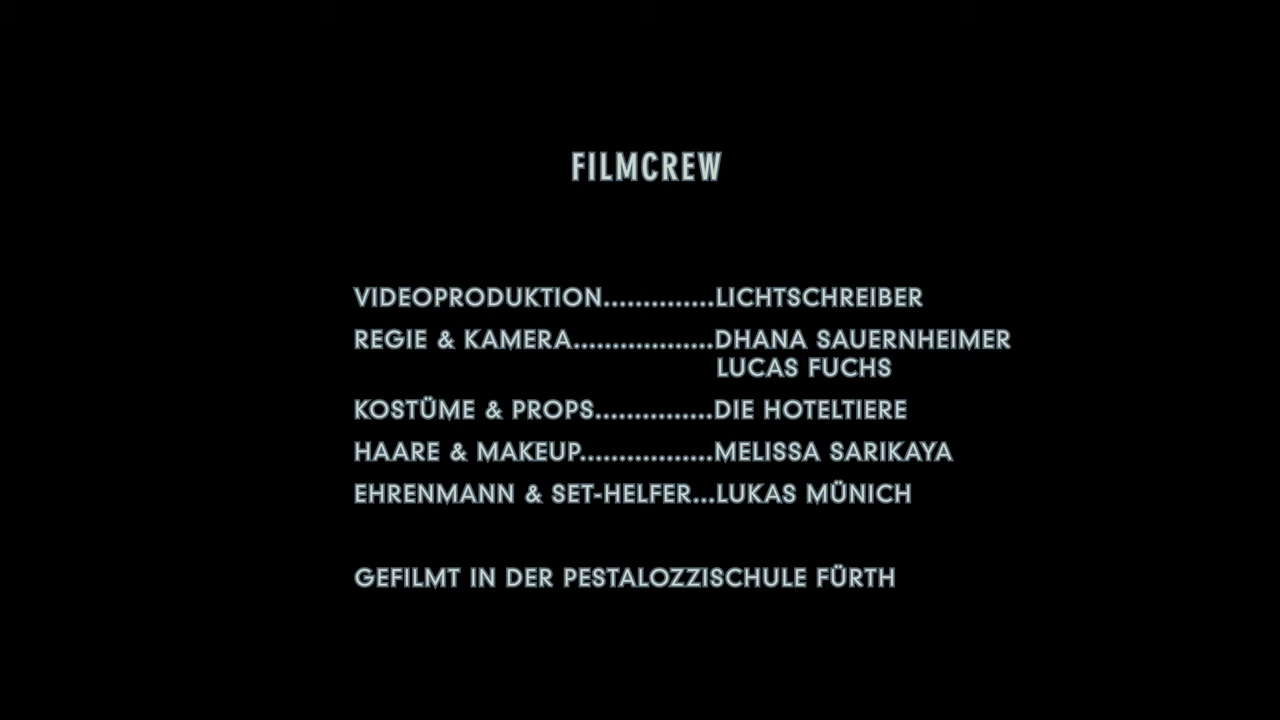 FILMCREW
VIDEOPRODUKTION..............LICHTSCHREIBER
REGIE & KAMERA..................DHANA SAUERNHEIMER
LUCAS FUCHS
KOSTÜME & PROPS...............DIE HOTELTIERE
HAARE & MAKEUP.................MELISSA SARIKAYA
EHRENMANN & SET-HELFER...LUKAS MÜNICH
GEFILMT IN DER PESTALOZZISCHULE FÜRTH